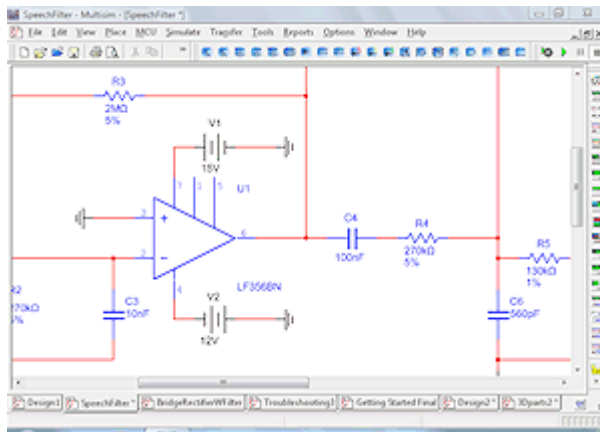 SpeechFilter - Multisim - [SpeechFilter *]
File Edit View Place MCU Simulate Transfer Tools Reports Options Window Help
R3
2MΩ
5%
V1
15V
7 1 5
U1
3
6
2
4
LF356BN
C4
100nF
R4
270kΩ
5%
R5
130kΩ
1%
R2
270kΩ
5%
C3
10nF
V2
12V
C6
560pF
Design1 SpeechFilter * BridgeRectifierWFilter Troubleshooting1 Getting Started Final Design2 * 3Dparts2 *